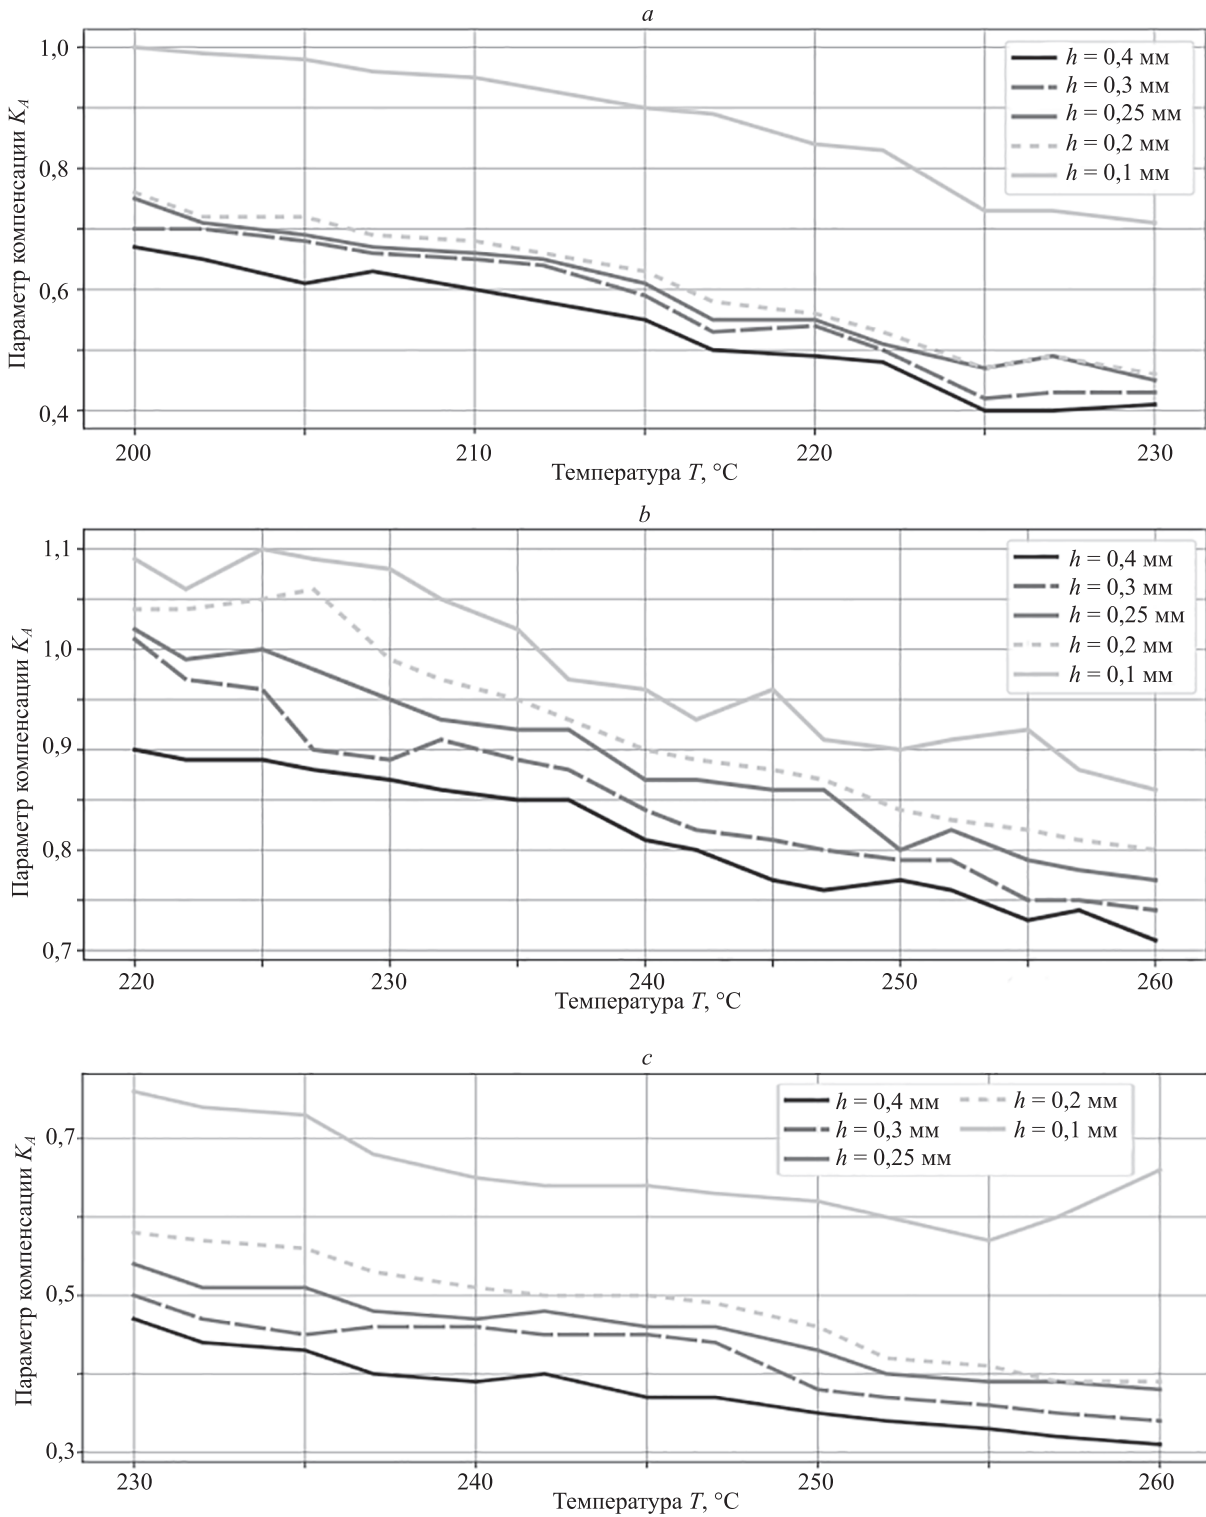 a
Параметр компенсации K_A
1,0
0,8
0,6
0,4
h = 0,4 мм
h = 0,3 мм
h = 0,25 мм
h = 0,2 мм
h = 0,1 мм
200 210 220 230
Температура T, °C
b
Параметр компенсации K_A
1,1
1,0
0,9
0,8
0,7
h = 0,4 мм
h = 0,3 мм
h = 0,25 мм
h = 0,2 мм
h = 0,1 мм
220 230 240 250 260
Температура T, °C
c
Параметр компенсации K_A
0,7
0,5
0,3
h = 0,4 мм h = 0,2 мм
h = 0,3 мм h = 0,1 мм
h = 0,25 мм
230 240 250 260
Температура T, °C